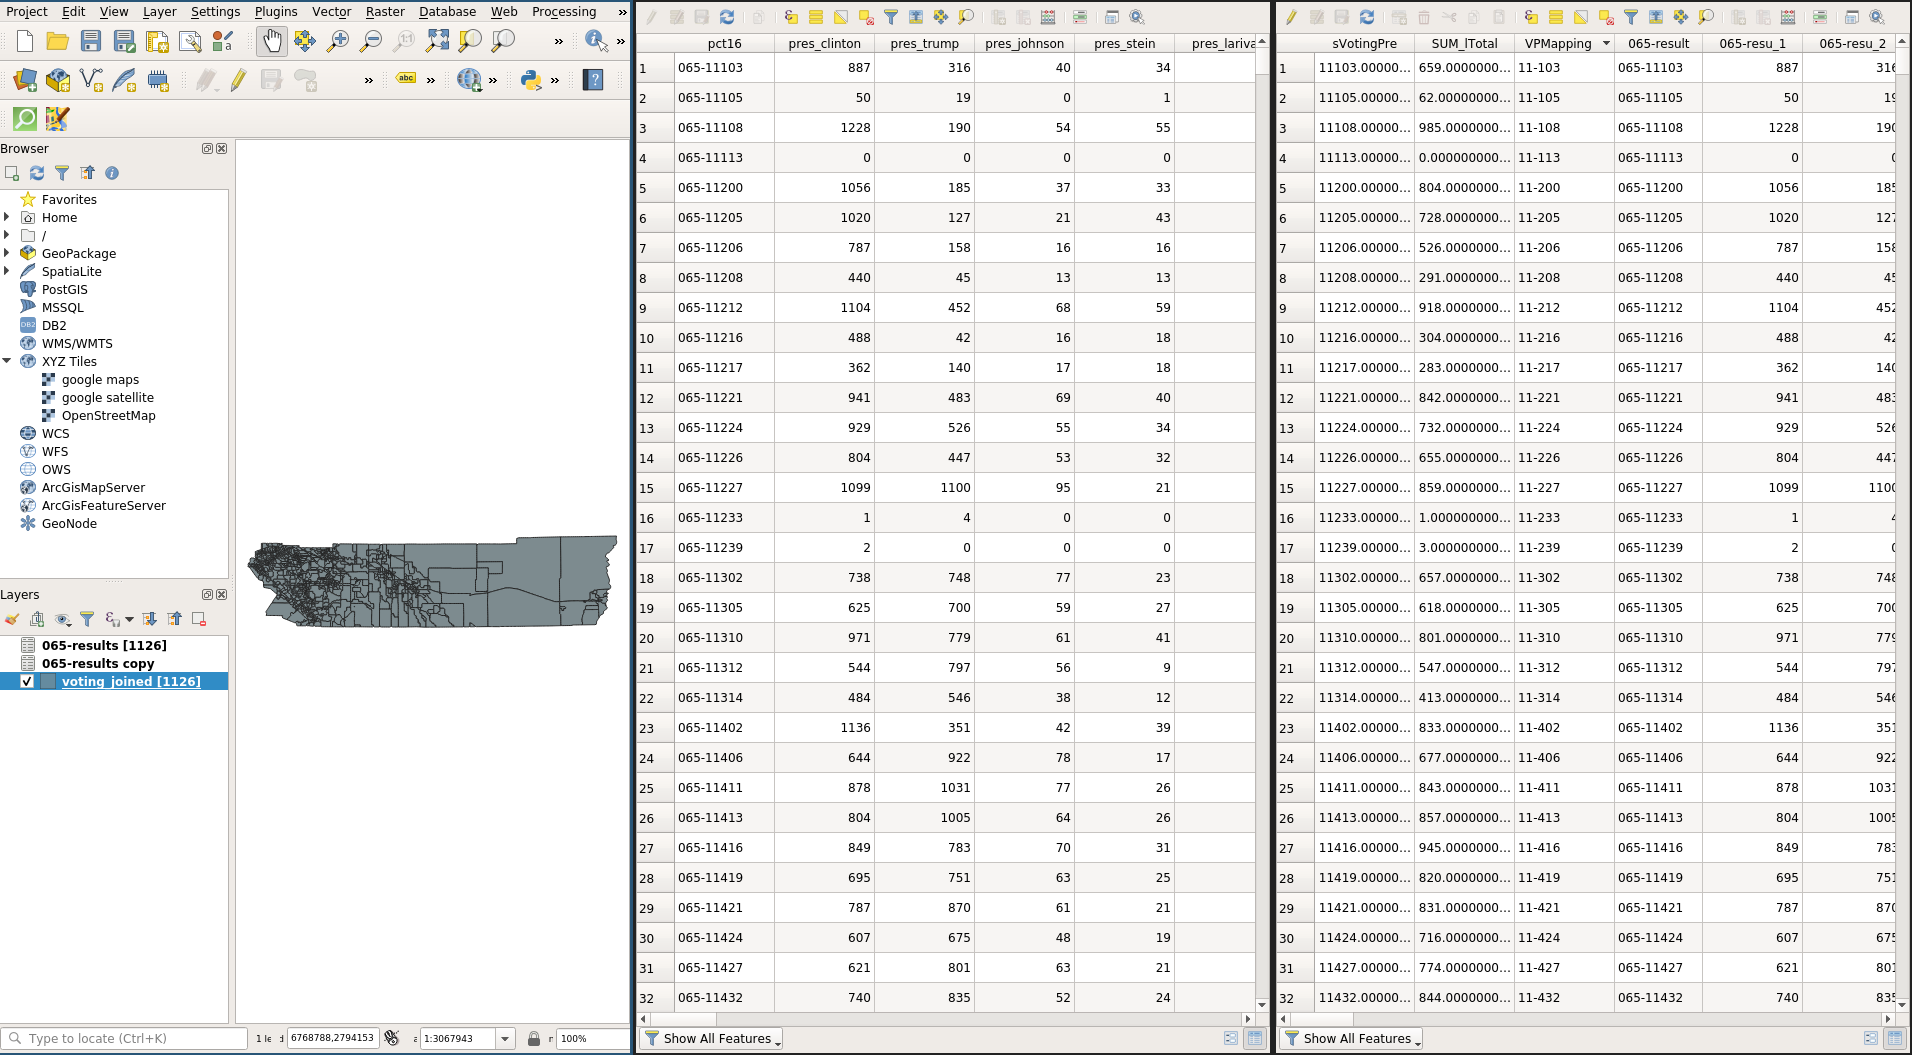 Project Edit View Layer Settings Plugins Vector Raster Database Web Processing »
Browser
Favorites
Home
/
GeoPackage
SpatiaLite
PostGIS
MSSQL
DB2
WMS/WMTS
XYZ Tiles
google maps
google satellite
OpenStreetMap
WCS
WFS
OWS
ArcGisMapServer
ArcGisFeatureServer
GeoNode
Layers
065-results [1126]
065-results copy
voting_joined [1126]
Type to locate (Ctrl+K) 6768788,2794153 1:3067943 100%
pct16 pres_clinton pres_trump pres_johnson pres_stein pres_lariva
1 065-11103 887 316 40 34
2 065-11105 50 19 0 1
3 065-11108 1228 190 54 55
4 065-11113 0 0 0 0
5 065-11200 1056 185 37 33
6 065-11205 1020 127 21 43
7 065-11206 787 158 16 16
8 065-11208 440 45 13 13
9 065-11212 1104 452 68 59
10 065-11216 488 42 16 18
11 065-11217 362 140 17 18
12 065-11221 941 483 69 40
13 065-11224 929 526 55 34
14 065-11226 804 447 53 32
15 065-11227 1099 1100 95 21
16 065-11233 1 4 0 0
17 065-11239 2 0 0 0
18 065-11302 738 748 77 23
19 065-11305 625 700 59 27
20 065-11310 971 779 61 41
21 065-11312 544 797 56 9
22 065-11314 484 546 38 12
23 065-11402 1136 351 42 39
24 065-11406 644 922 78 17
25 065-11411 878 1031 77 26
26 065-11413 804 1005 64 26
27 065-11416 849 783 70 31
28 065-11419 695 751 63 25
29 065-11421 787 870 61 21
30 065-11424 607 675 48 19
31 065-11427 621 801 63 21
32 065-11432 740 835 52 24
Show All Features
sVotingPre SUM_lTotal VPMapping 065-result 065-resu_1 065-resu_2
1 11103.00000... 659.0000000... 11-103 065-11103 887 316
2 11105.00000... 62.00000000... 11-105 065-11105 50 19
3 11108.00000... 985.0000000... 11-108 065-11108 1228 190
4 11113.00000... 0.000000000... 11-113 065-11113 0 0
5 11200.00000... 804.0000000... 11-200 065-11200 1056 185
6 11205.00000... 728.0000000... 11-205 065-11205 1020 127
7 11206.00000... 526.0000000... 11-206 065-11206 787 158
8 11208.00000... 291.0000000... 11-208 065-11208 440 45
9 11212.00000... 918.0000000... 11-212 065-11212 1104 452
10 11216.00000... 304.0000000... 11-216 065-11216 488 42
11 11217.00000... 283.0000000... 11-217 065-11217 362 140
12 11221.00000... 842.0000000... 11-221 065-11221 941 483
13 11224.00000... 732.0000000... 11-224 065-11224 929 526
14 11226.00000... 655.0000000... 11-226 065-11226 804 447
15 11227.00000... 859.0000000... 11-227 065-11227 1099 1100
16 11233.00000... 1.000000000... 11-233 065-11233 1 4
17 11239.00000... 3.000000000... 11-239 065-11239 2 0
18 11302.00000... 657.0000000... 11-302 065-11302 738 748
19 11305.00000... 618.0000000... 11-305 065-11305 625 700
20 11310.00000... 801.0000000... 11-310 065-11310 971 779
21 11312.00000... 547.0000000... 11-312 065-11312 544 797
22 11314.00000... 413.0000000... 11-314 065-11314 484 546
23 11402.00000... 833.0000000... 11-402 065-11402 1136 351
24 11406.00000... 677.0000000... 11-406 065-11406 644 922
25 11411.00000... 843.0000000... 11-411 065-11411 878 1031
26 11413.00000... 857.0000000... 11-413 065-11413 804 1005
27 11416.00000... 945.0000000... 11-416 065-11416 849 783
28 11419.00000... 820.0000000... 11-419 065-11419 695 751
29 11421.00000... 831.0000000... 11-421 065-11421 787 870
30 11424.00000... 716.0000000... 11-424 065-11424 607 675
31 11427.00000... 774.0000000... 11-427 065-11427 621 801
32 11432.00000... 844.0000000... 11-432 065-11432 740 835
Show All Features